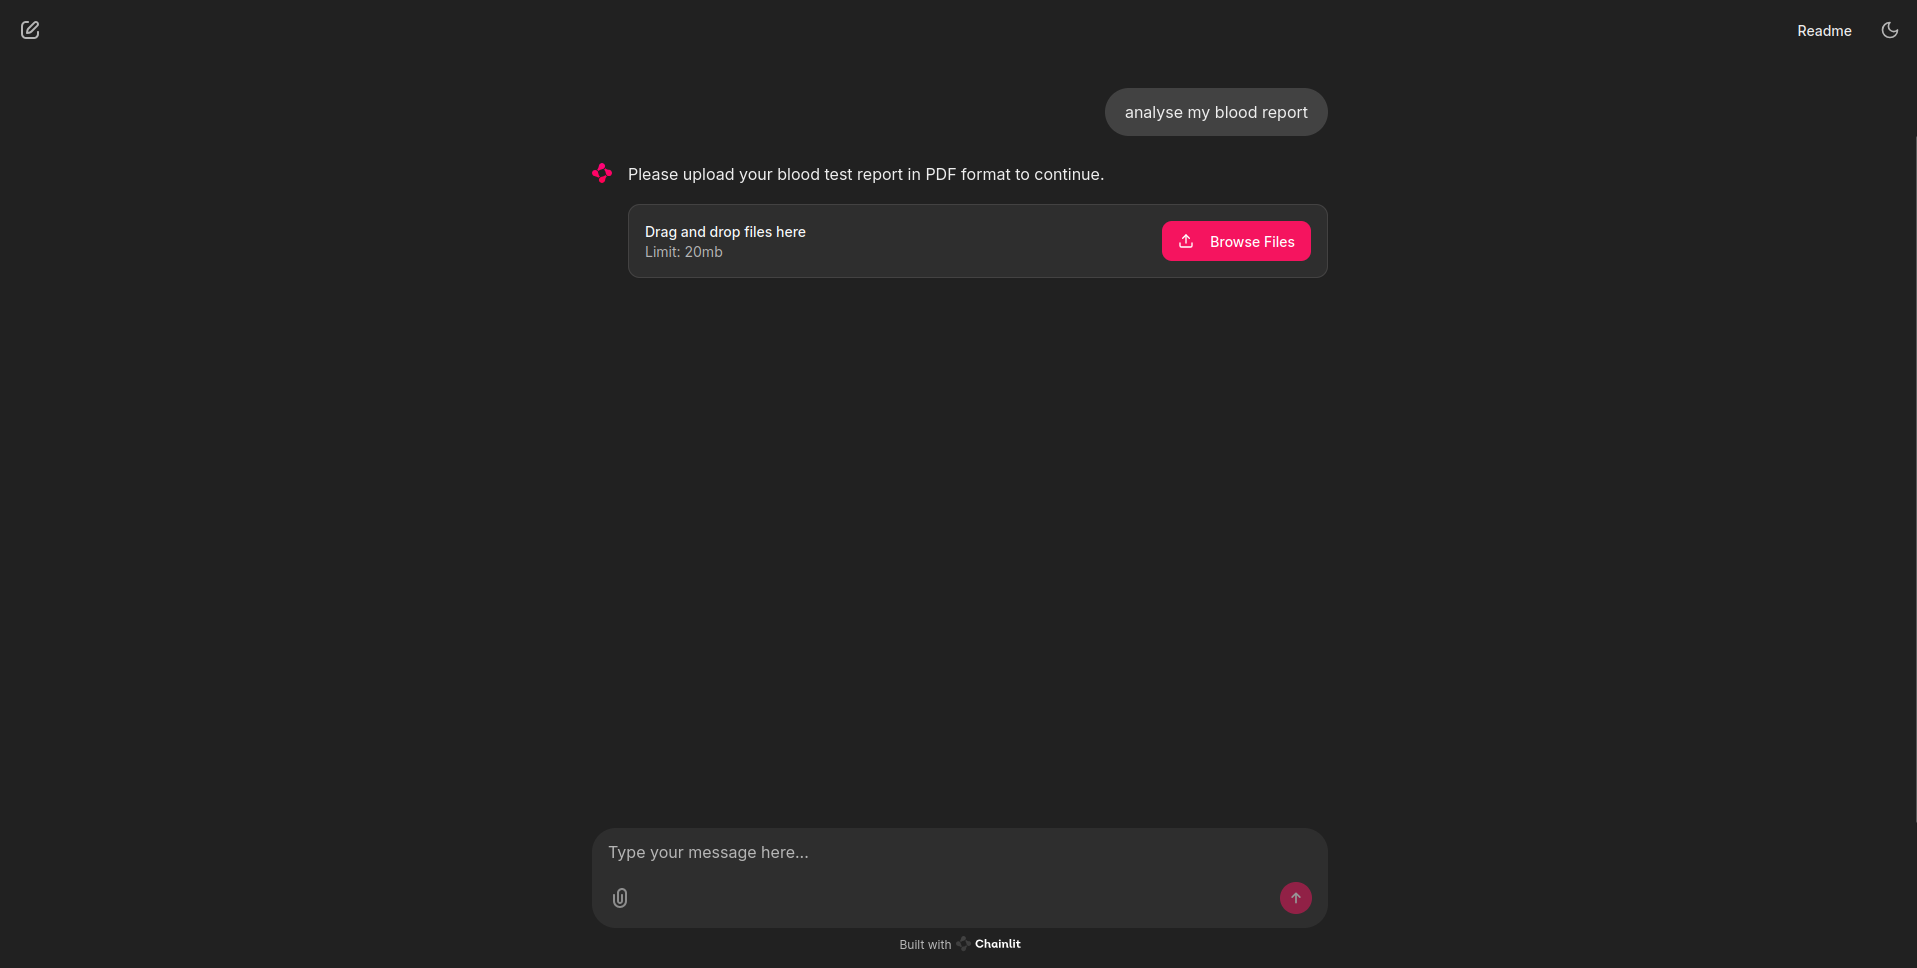 Readme
analyse my blood report
Please upload your blood test report in PDF format to continue.
Drag and drop files here
Limit: 20mb
Browse Files
Type your message here...
Built with Chainlit